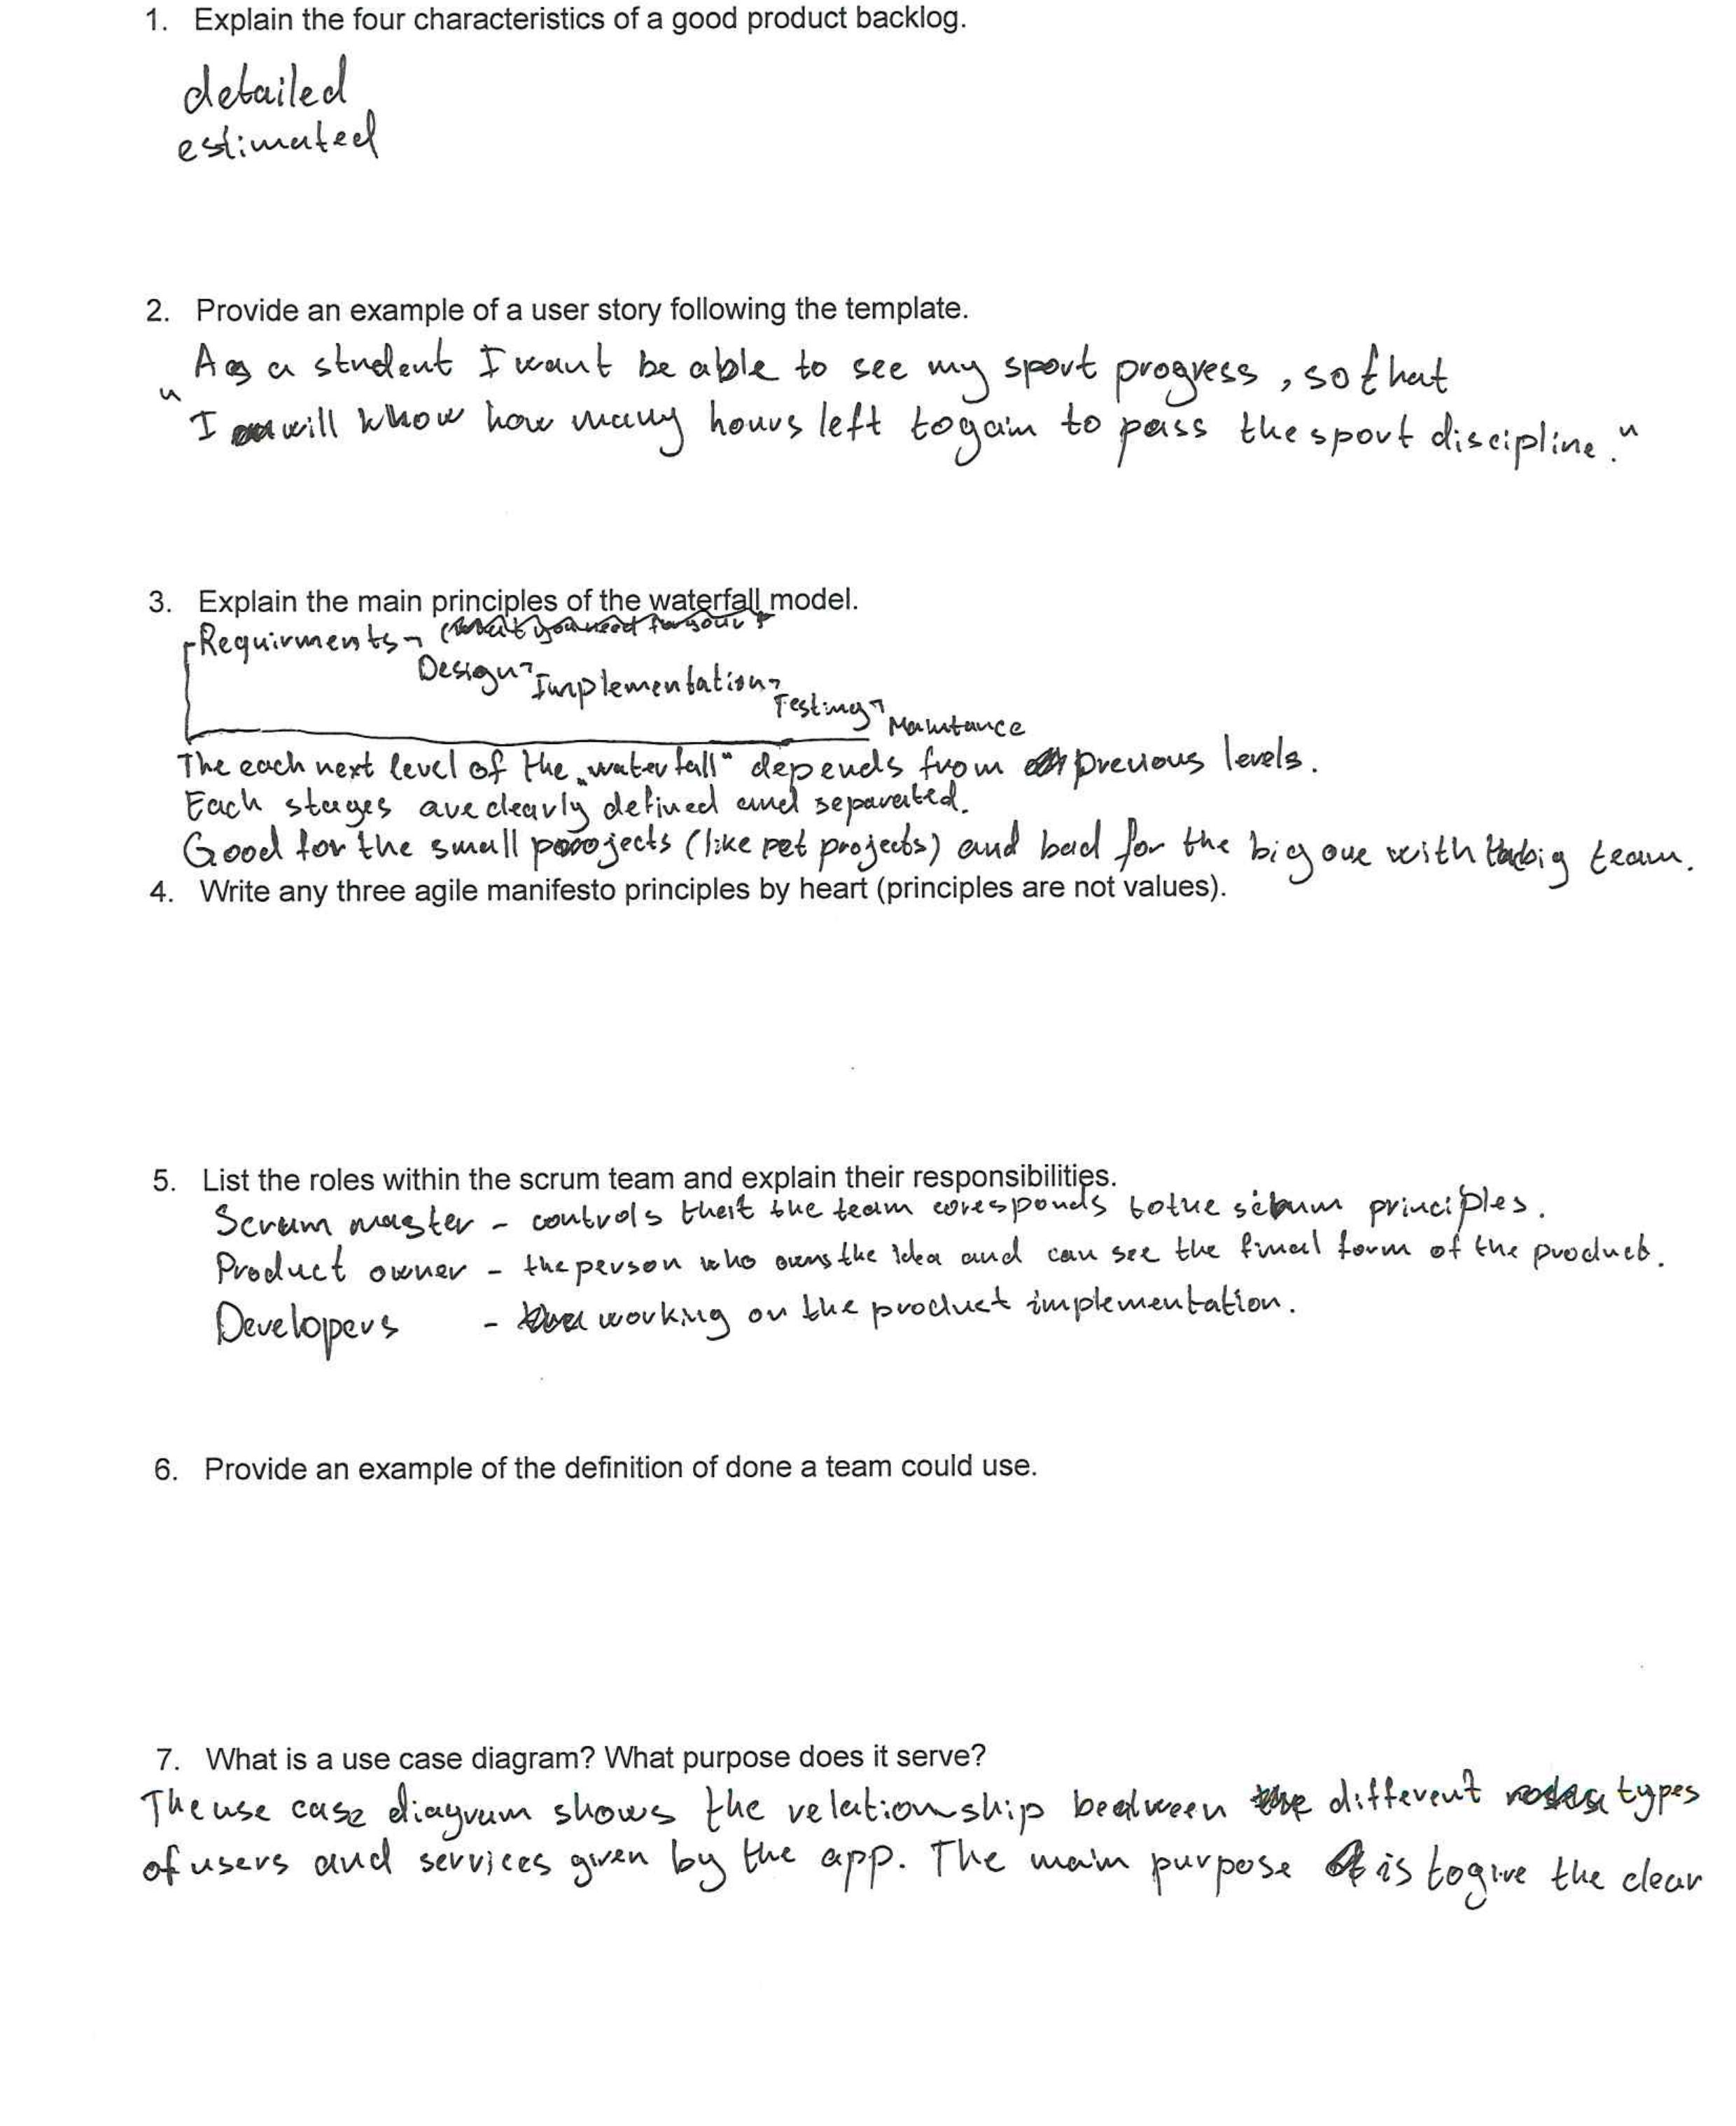 1. Explain the four characteristics of a good product backlog.
detailed
estimated
2. Provide an example of a user story following the template.
"As a student I want be able to see my sport progress, so that
I will know how many hours left to gain to pass the sport discipline."
3. Explain the main principles of the waterfall model.
Requirments
Design
Implementation
Testing
Maintance
The each next level of the "waterfall" depends from previous levels.
Each stages are clearly defined and separated.
Good for the small projects (like pet projects) and bad for the big one with big team.
4. Write any three agile manifesto principles by heart (principles are not values).
5. List the roles within the scrum team and explain their responsibilities.
Scrum master - controls that the team coresponds to the scrum principles.
Product owner - the person who owns the idea and can see the final form of the product.
Developers - working on the product implementation.
6. Provide an example of the definition of done a team could use.
7. What is a use case diagram? What purpose does it serve?
The use case diagram shows the relationship bedween different types
of users and services given by the app. The main purpose is to give the clear